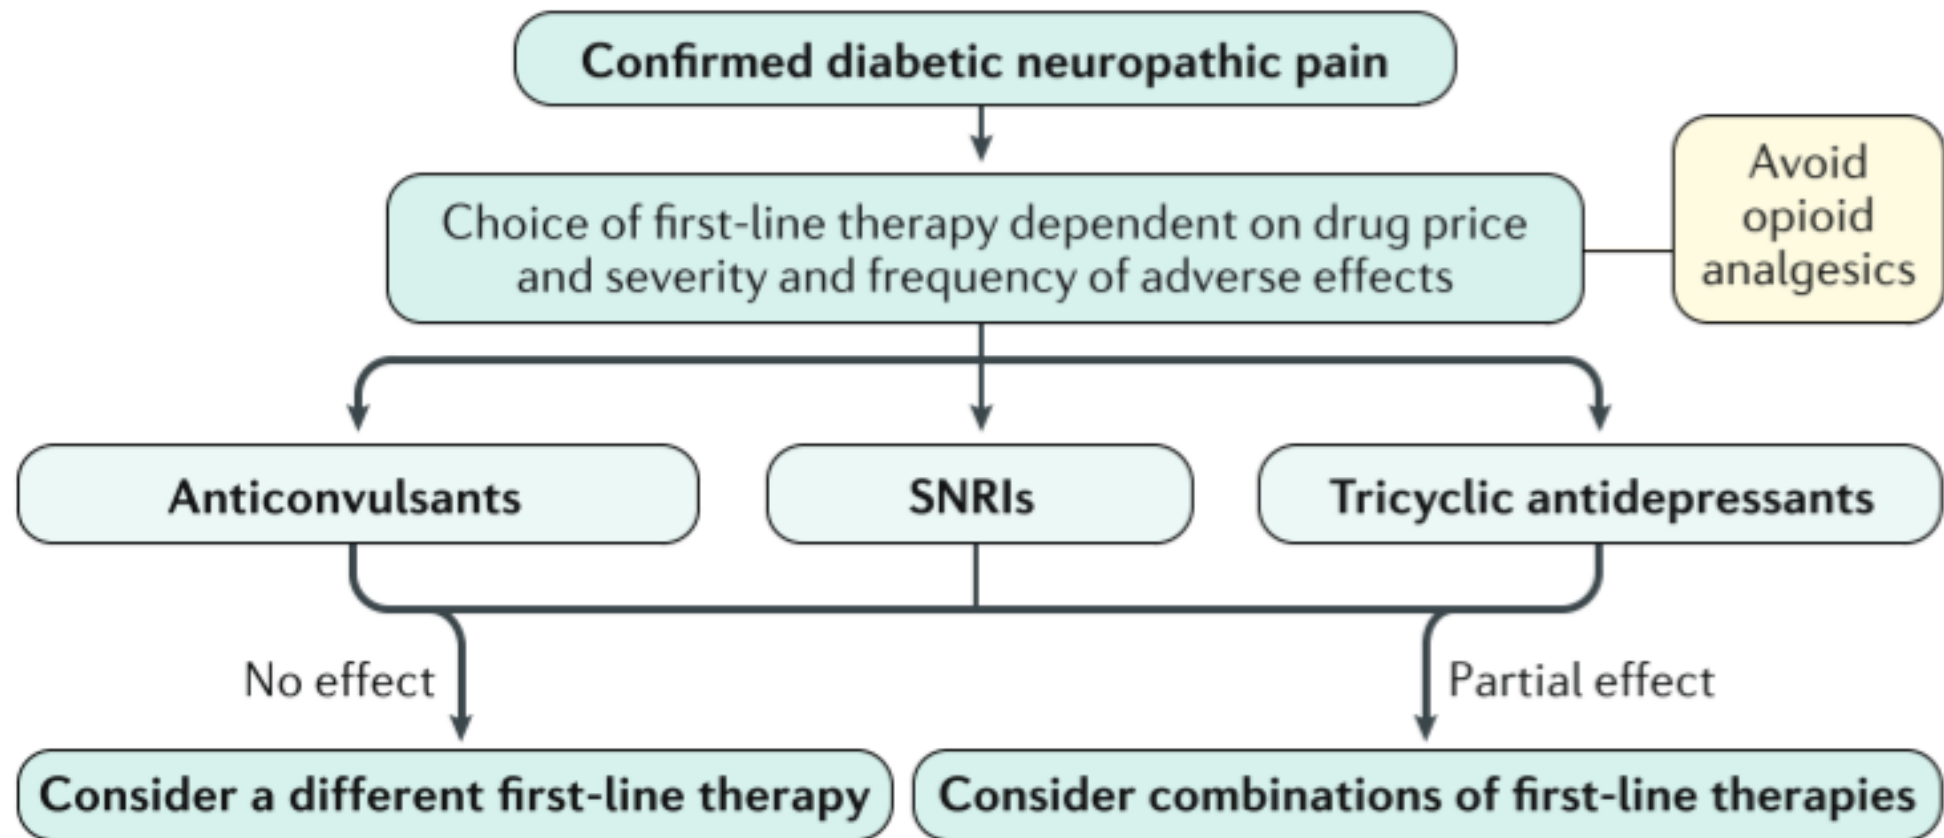 Confirmed diabetic neuropathic pain
Choice of first-line therapy dependent on drug price
and severity and frequency of adverse effects
Avoid
opioid
analgesics
Anticonvulsants
SNRIs
Tricyclic antidepressants
No effect
Partial effect
Consider a different first-line therapy
Consider combinations of first-line therapies